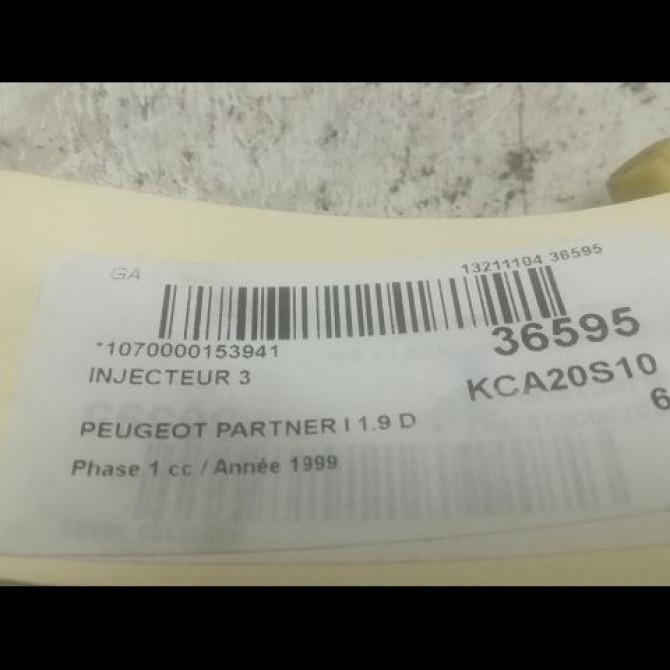 GA
13211104 36595
*1070000153941
36595
INJECTEUR 3
KCA20S10
6
PEUGEOT PARTNER I 1.9 D
Phase 1 cc / Année 1999